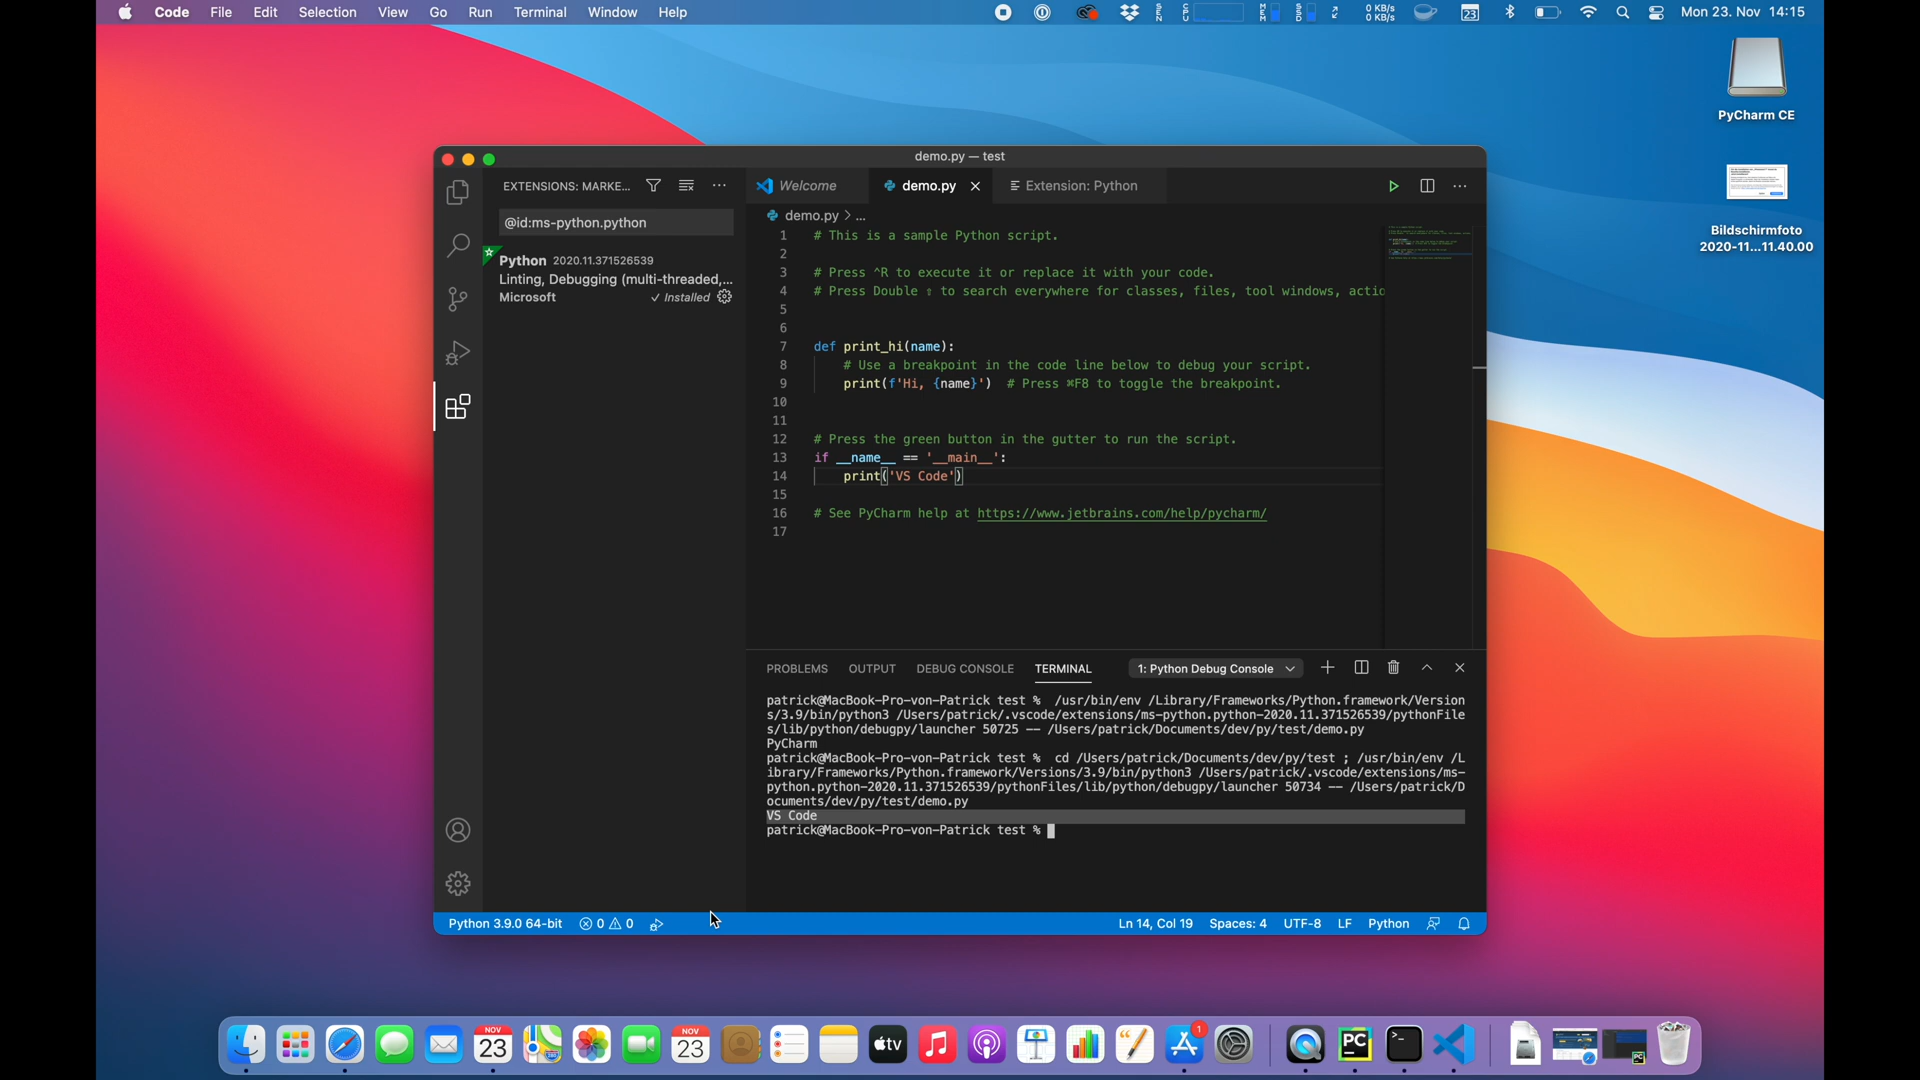 Code File Edit Selection View Go Run Terminal Window Help
SEN CPU MEM SSD 0 KB/s 23 Mon 23. Nov 14:15
0 KB/s
PyCharm CE
Bildschirmfoto
2020-11...11.40.00
demo.py — test
EXTENSIONS: MARKE... ...
@id:ms-python.python
Python 2020.11.371526539
Linting, Debugging (multi-threaded,...
Microsoft ✓ Installed
Welcome demo.py Extension: Python ...
demo.py > ...
1 # This is a sample Python script.
2
3 # Press ^R to execute it or replace it with your code.
4 # Press Double ⇧ to search everywhere for classes, files, tool windows, actio
5
6
7 def print_hi(name):
8 # Use a breakpoint in the code line below to debug your script.
9 print(f'Hi, {name}') # Press ⌘F8 to toggle the breakpoint.
10
11
12 # Press the green button in the gutter to run the script.
13 if __name__ == '__main__':
14 print('VS Code')
15
16 # See PyCharm help at https://www.jetbrains.com/help/pycharm/
17
PROBLEMS OUTPUT DEBUG CONSOLE TERMINAL 1: Python Debug Console
patrick@MacBook-Pro-von-Patrick test % /usr/bin/env /Library/Frameworks/Python.framework/Version
s/3.9/bin/python3 /Users/patrick/.vscode/extensions/ms-python.python-2020.11.371526539/pythonFile
s/lib/python/debugpy/launcher 50725 -- /Users/patrick/Documents/dev/py/test/demo.py
PyCharm
patrick@MacBook-Pro-von-Patrick test % cd /Users/patrick/Documents/dev/py/test ; /usr/bin/env /L
ibrary/Frameworks/Python.framework/Versions/3.9/bin/python3 /Users/patrick/.vscode/extensions/ms-
python.python-2020.11.371526539/pythonFiles/lib/python/debugpy/launcher 50734 -- /Users/patrick/D
ocuments/dev/py/test/demo.py
VS Code
patrick@MacBook-Pro-von-Patrick test %
Python 3.9.0 64-bit 0 0 Ln 14, Col 19 Spaces: 4 UTF-8 LF Python
NOV NOV 1
23 23 tv PC >_ PC